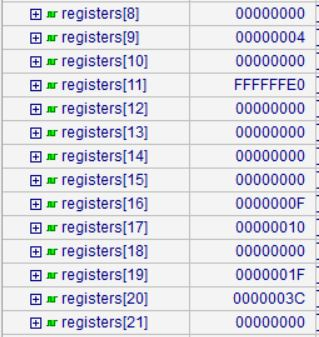 registers[8] 00000000
registers[9] 00000004
registers[10] 00000000
registers[11] FFFFFFE0
registers[12] 00000000
registers[13] 00000000
registers[14] 00000000
registers[15] 00000000
registers[16] 0000000F
registers[17] 00000010
registers[18] 00000000
registers[19] 0000001F
registers[20] 0000003C
registers[21] 00000000